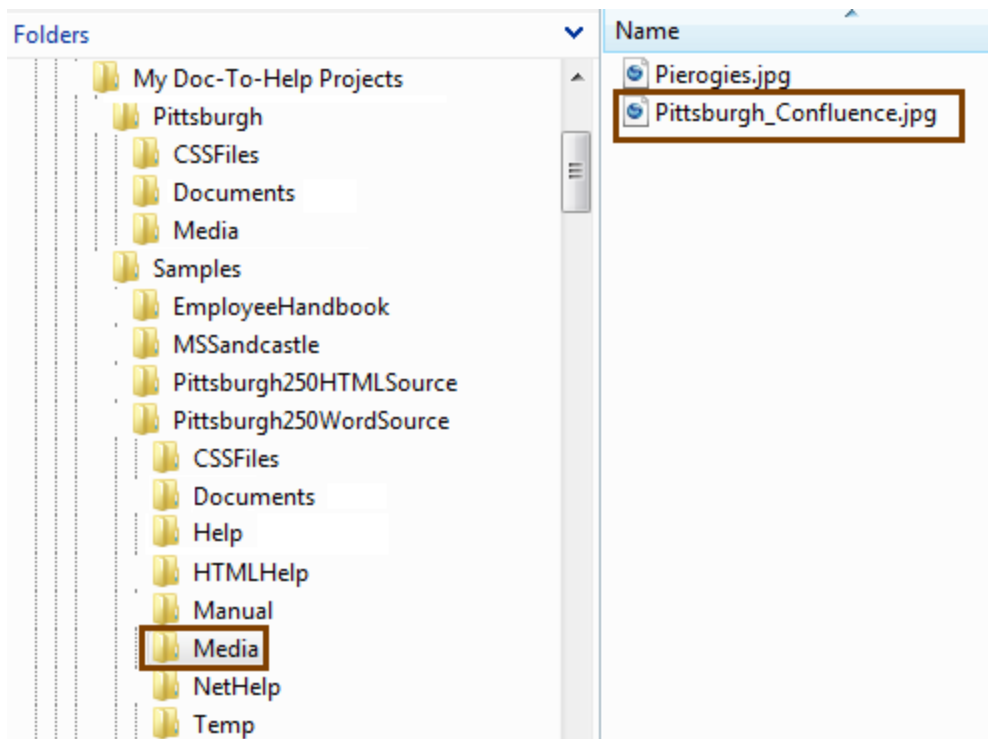 Folders
My Doc-To-Help Projects
Pittsburgh
CSSFiles
Documents
Media
Samples
EmployeeHandbook
MSSandcastle
Pittsburgh250HTMLSource
Pittsburgh250WordSource
CSSFiles
Documents
Help
HTMLHelp
Manual
Media
NetHelp
Temp
Name
Pierogies.jpg
Pittsburgh_Confluence.jpg